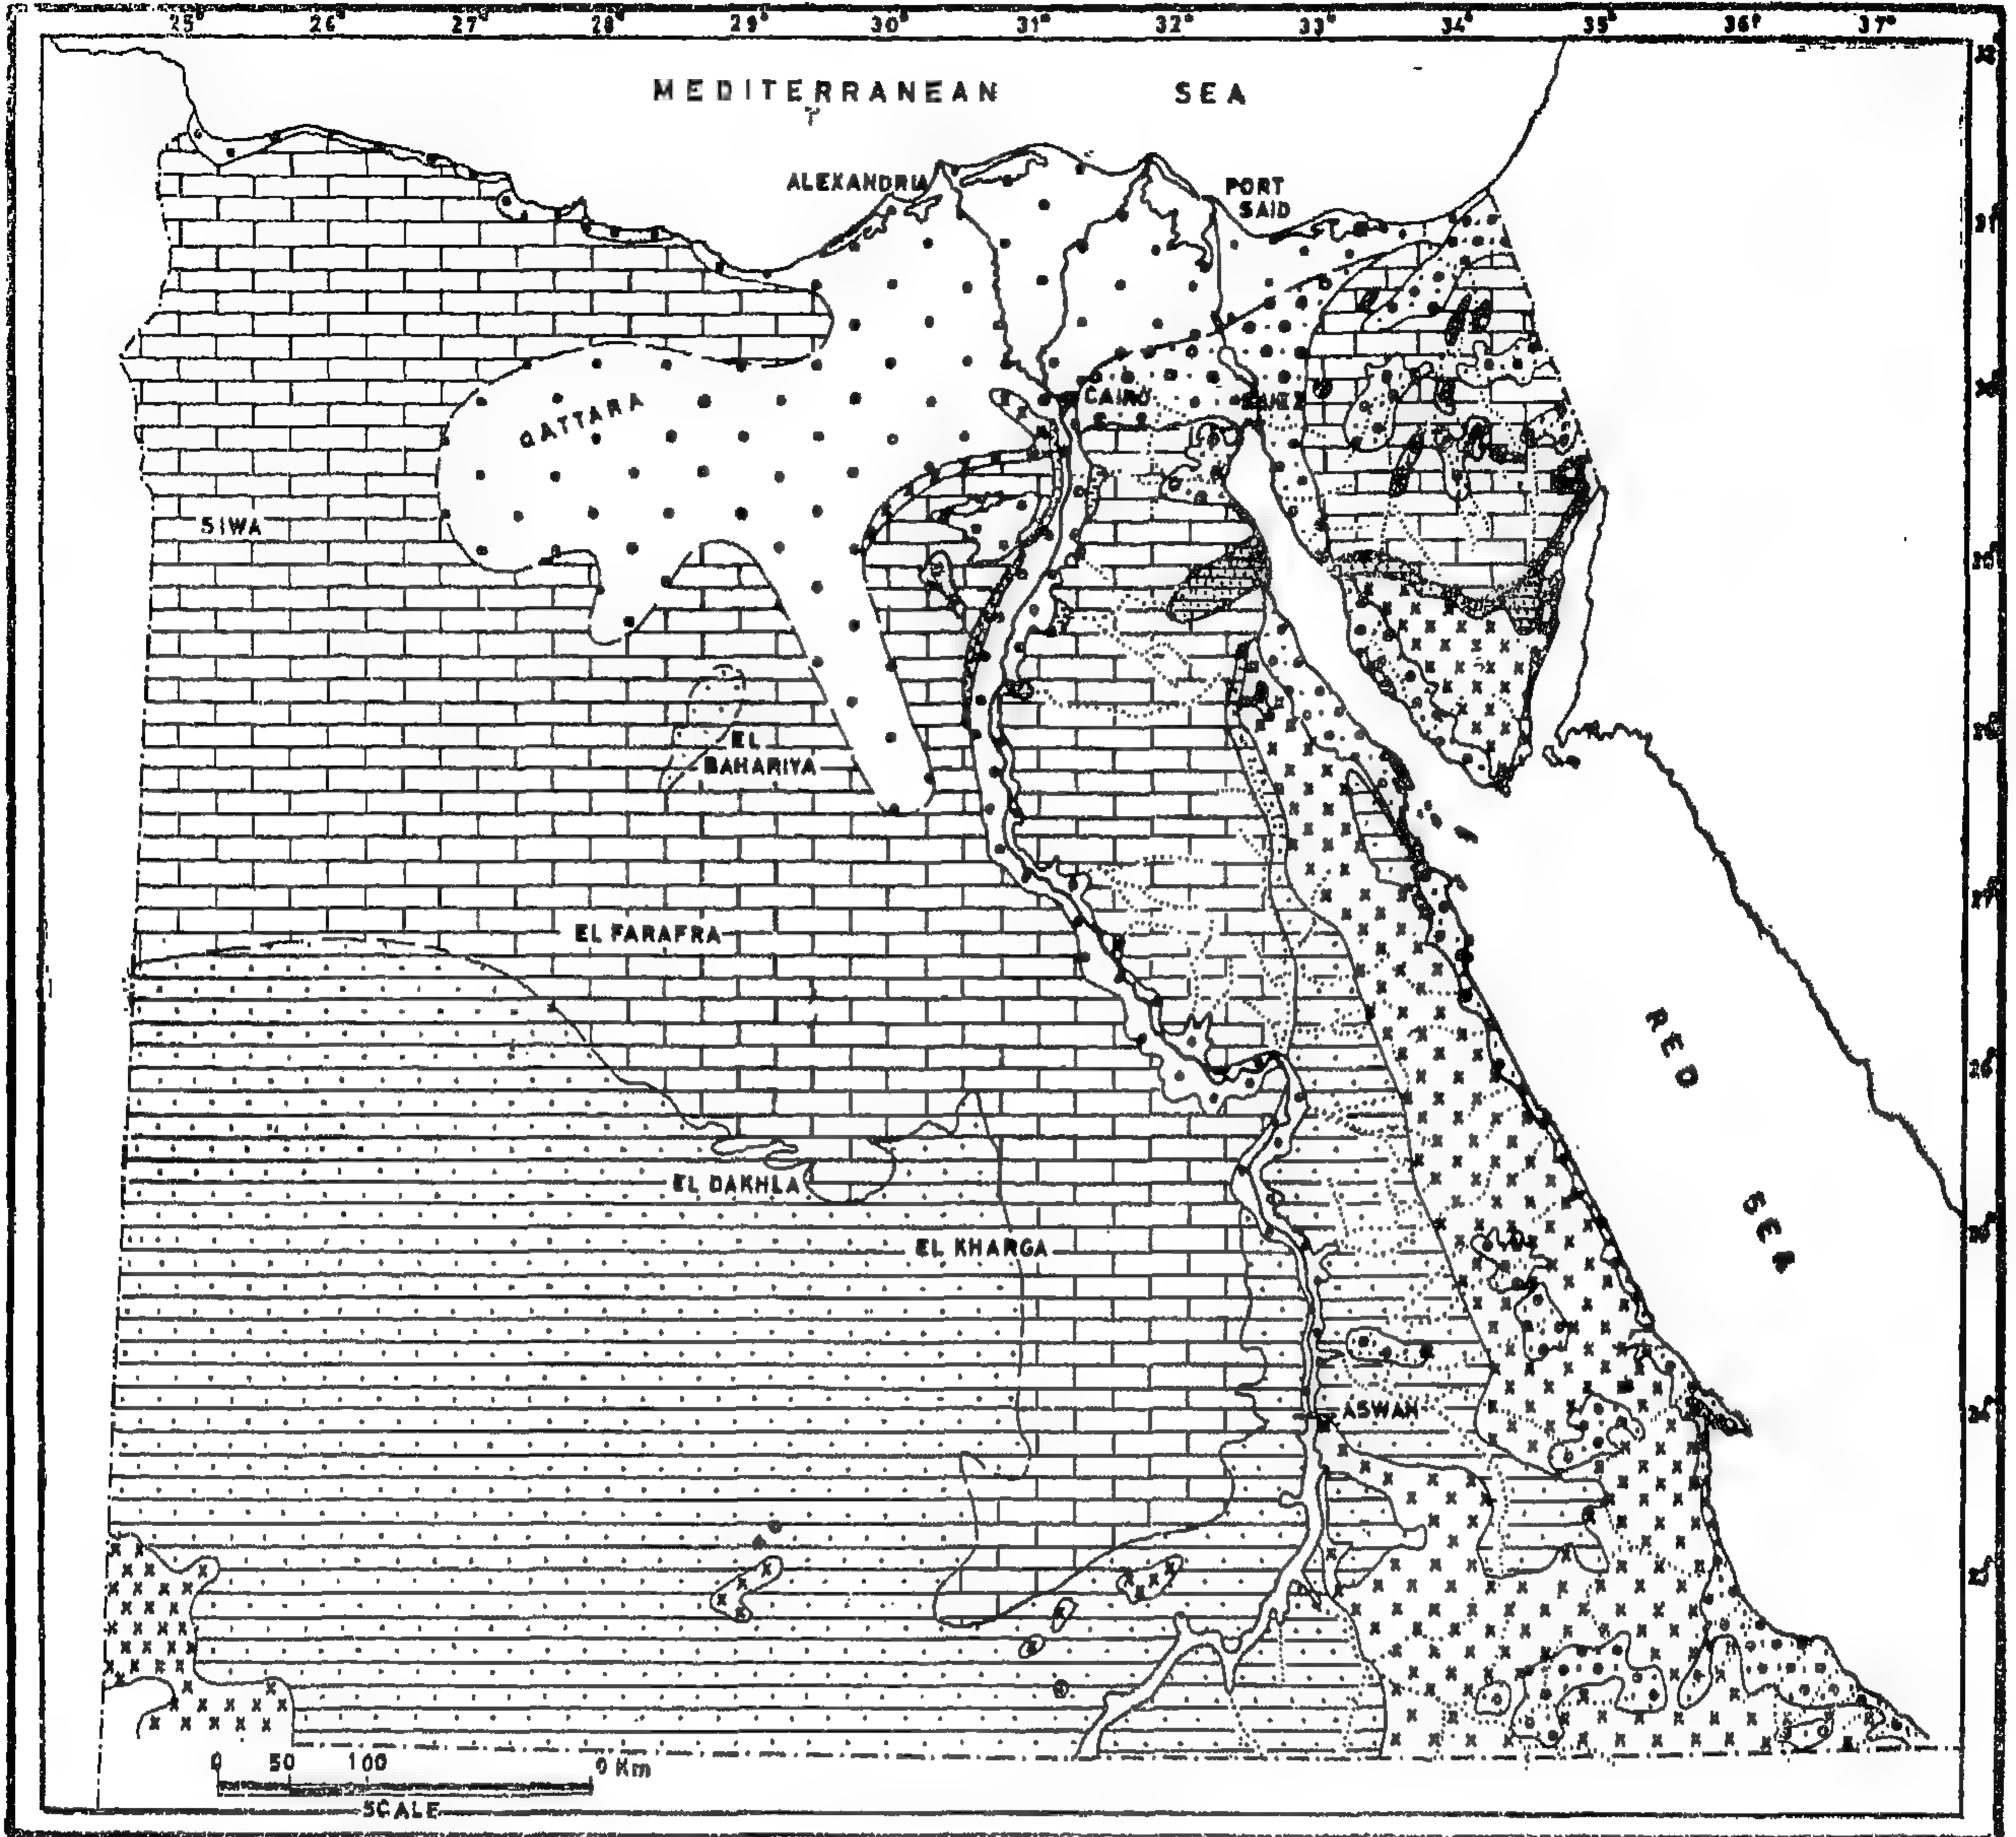 25° 26° 27° 28° 29° 30° 31° 32° 33° 34° 35° 36° 37°
MEDITERRANEAN SEA
ALEXANDRIA
PORT
SAID
CAIRO
QATTARA
SIWA
EL
BAHARIYA
EL FARAFRA
RED SEA
EL DAKHLA
EL KHARGA
ASWAN
0 50 100 0 Km
SCALE